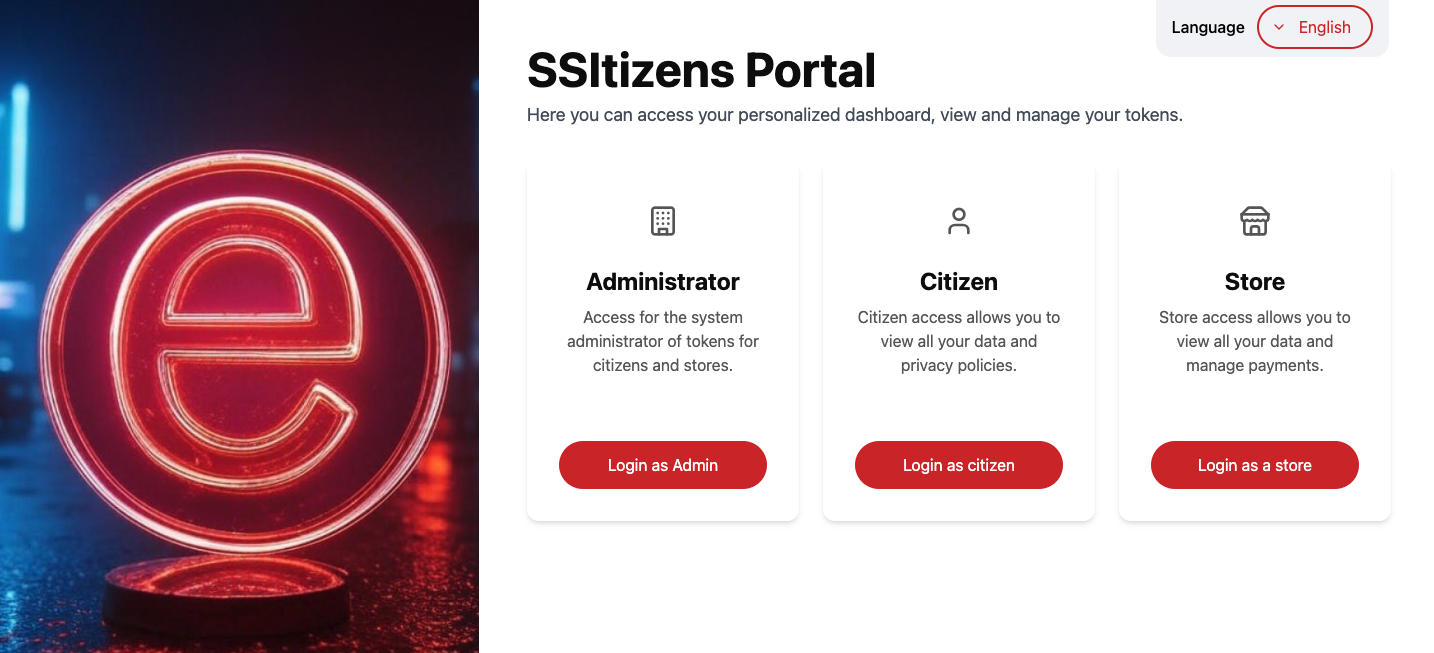 Language
English
SSItizens Portal
Here you can access your personalized dashboard, view and manage your tokens.
Administrator
Access for the system
administrator of tokens for
citizens and stores.
Login as Admin
Citizen
Citizen access allows you to
view all your data and
privacy policies.
Login as citizen
Store
Store access allows you to
view all your data and
manage payments.
Login as a store
e